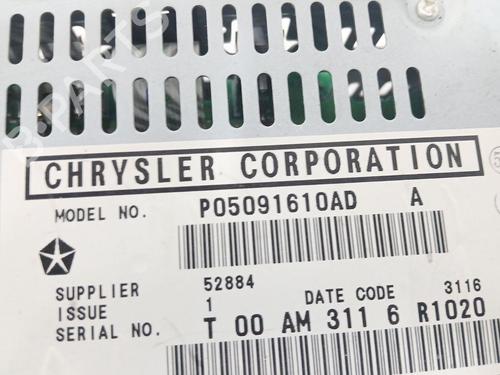 B PARTS
CHRYSLER CORPORATION
MODEL NO. P05091610AD A
SUPPLIER 52884
ISSUE 1 DATE CODE 3116
SERIAL NO. T 00 AM 311 6 R1020